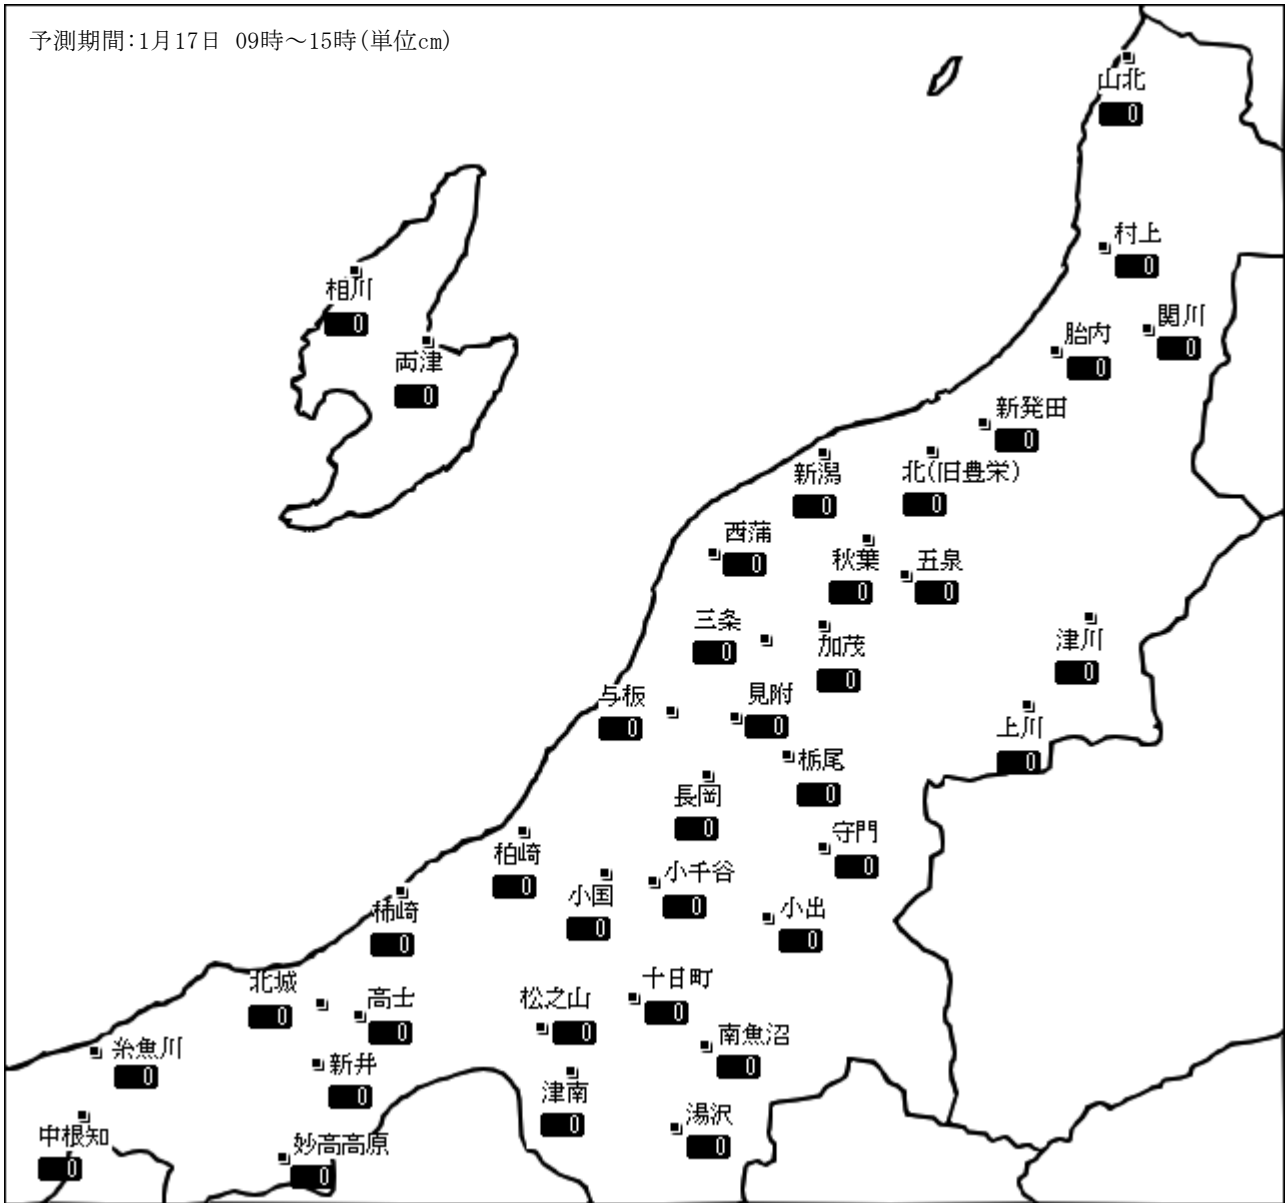 予測期間:1月17日 09時～15時(単位cm)
山北
0
村上
0
相川
0
関川
0
胎内
0
両津
0
新発田
0
新潟
0
北(旧豊栄)
0
西蒲
0
秋葉
0
五泉
0
三条
0
加茂
0
津川
0
与板
0
見附
0
上川
0
栃尾
0
長岡
0
守門
0
柏崎
0
小千谷
0
小国
0
小出
0
柿崎
0
北城
0
高士
0
松之山
0
十日町
0
南魚沼
0
糸魚川
0
新井
0
津南
0
湯沢
0
中根知
0
妙高高原
0